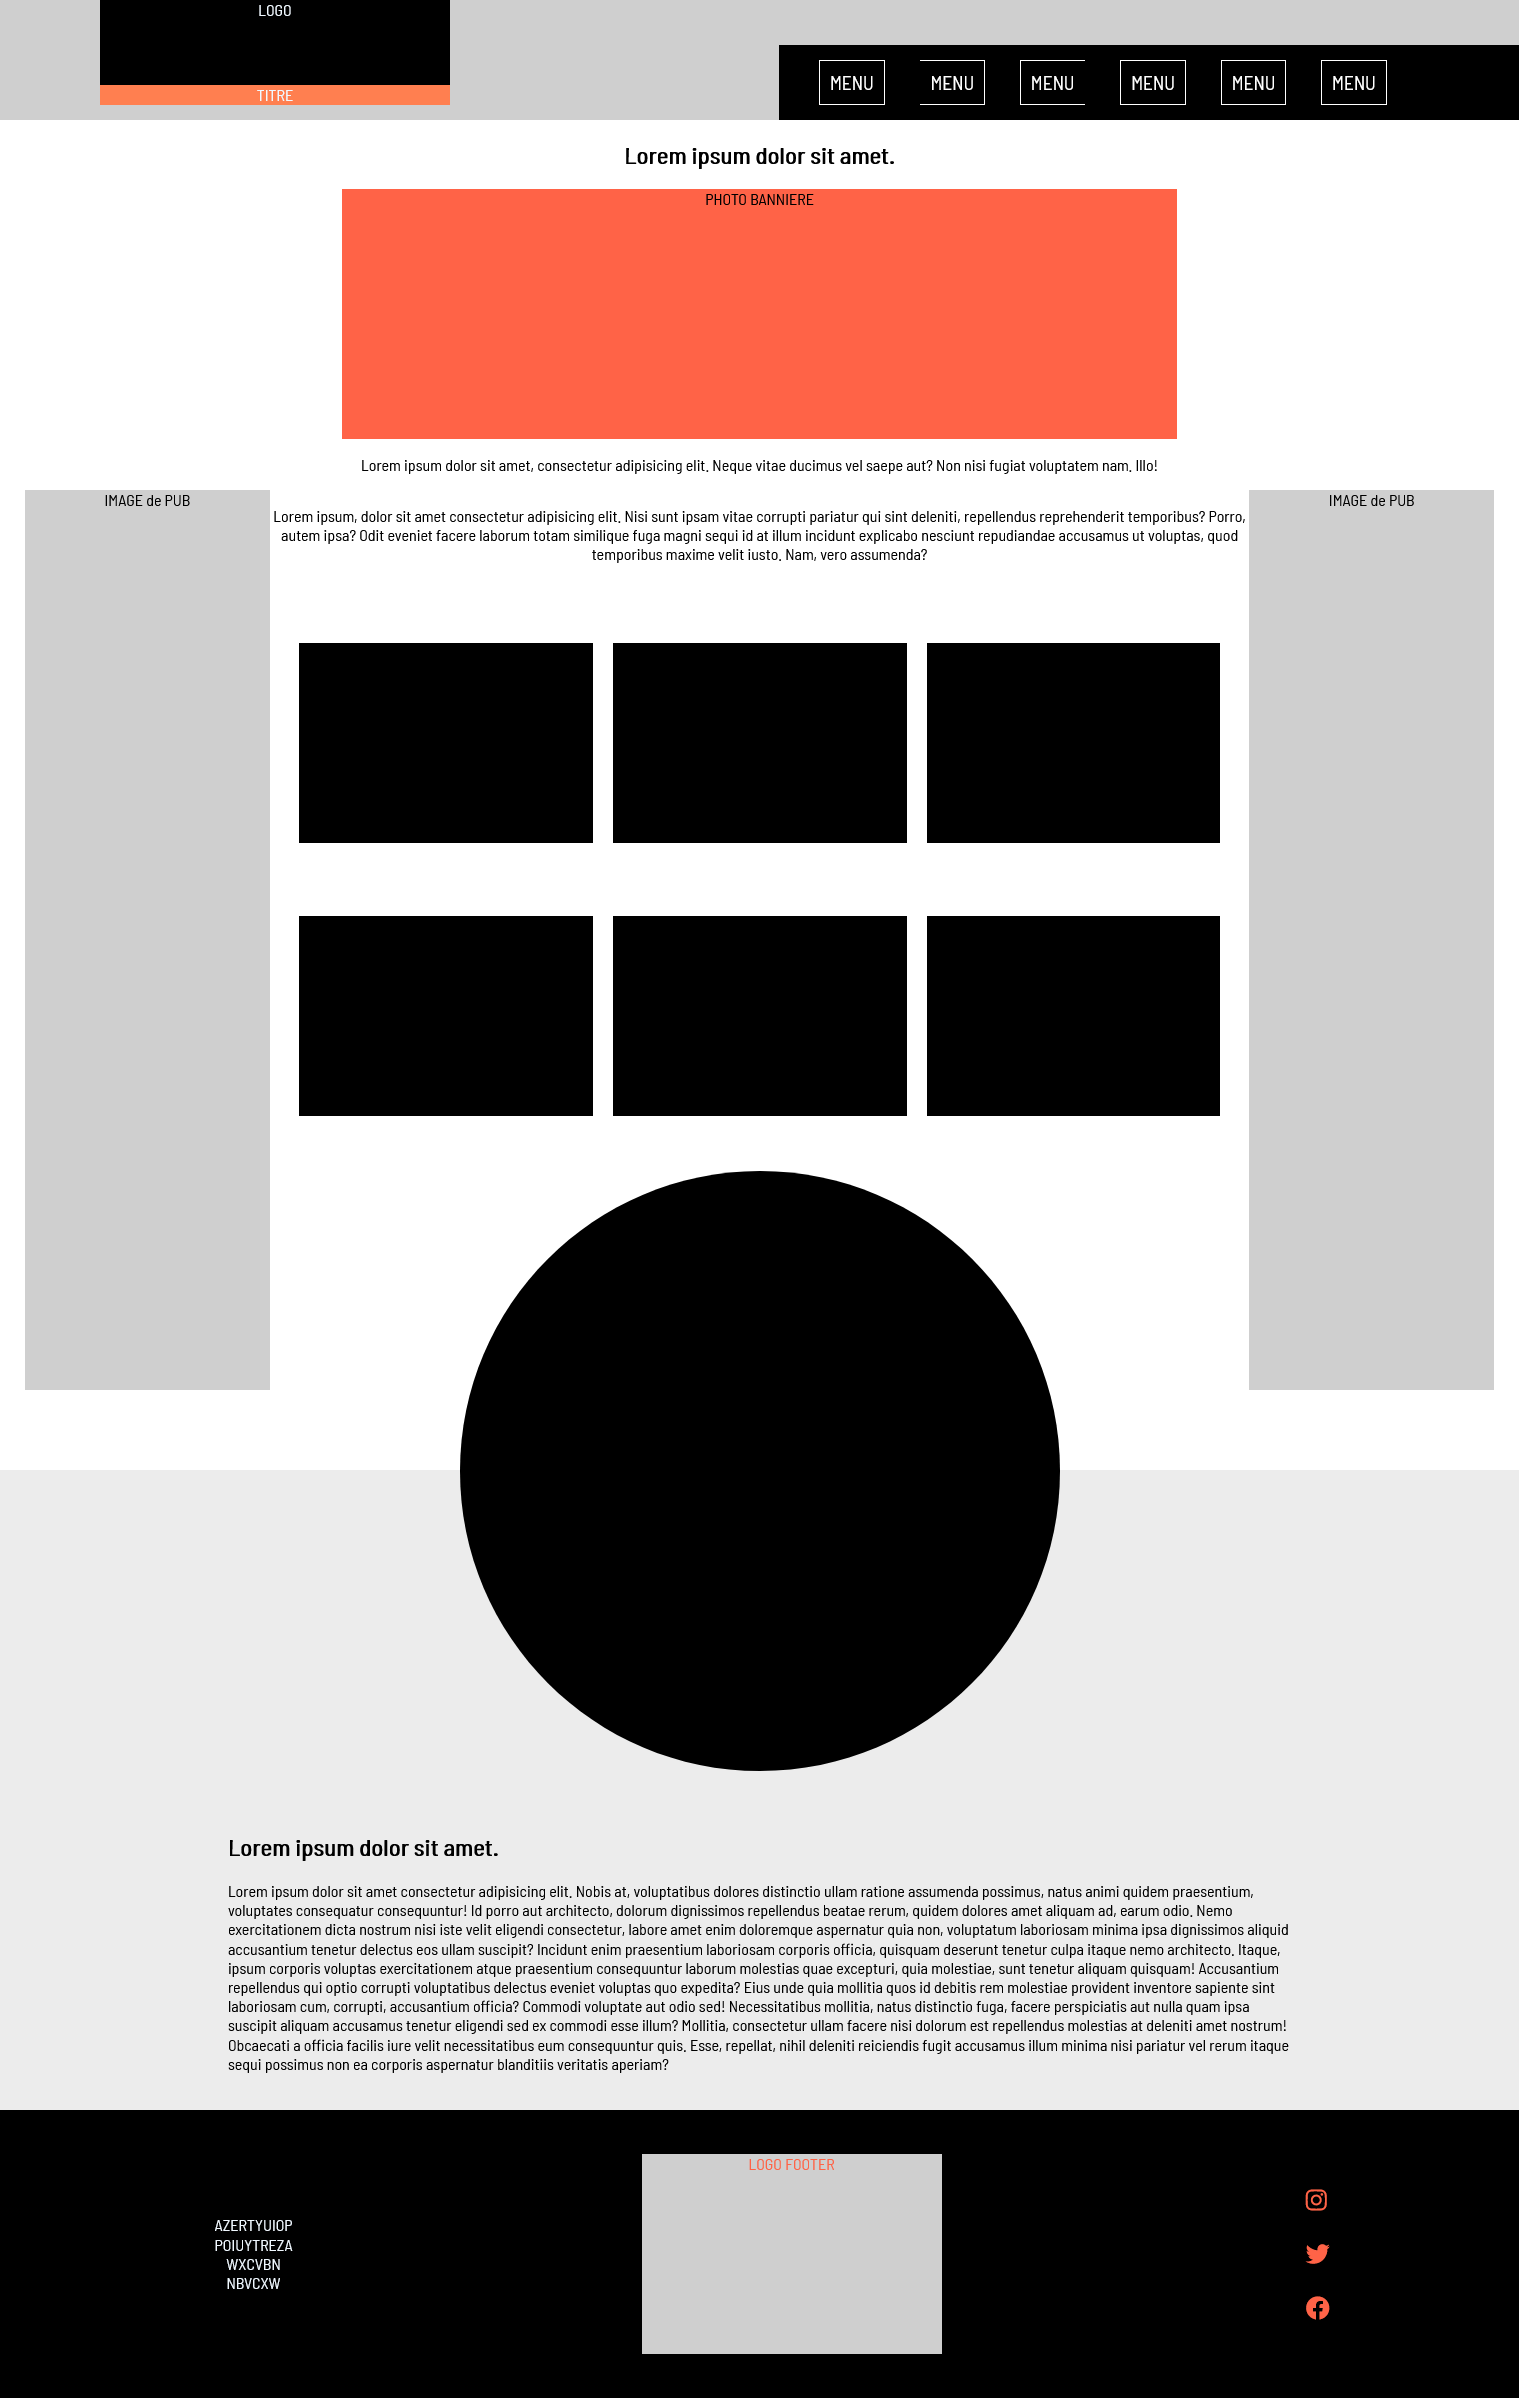 LOGO
TITRE
MENU MENU MENU MENU MENU MENU
Lorem ipsum dolor sit amet.
PHOTO BANNIERE
Lorem ipsum dolor sit amet, consectetur adipisicing elit. Neque vitae ducimus vel saepe aut? Non nisi fugiat voluptatem nam. Illo!
IMAGE de PUB
Lorem ipsum, dolor sit amet consectetur adipisicing elit. Nisi sunt ipsam vitae corrupti pariatur qui sint deleniti, repellendus reprehenderit temporibus? Porro,
autem ipsa? Odit eveniet facere laborum totam similique fuga magni sequi id at illum incidunt explicabo nesciunt repudiandae accusamus ut voluptas, quod
temporibus maxime velit iusto. Nam, vero assumenda?
IMAGE de PUB
Lorem ipsum dolor sit amet.
Lorem ipsum dolor sit amet consectetur adipisicing elit. Nobis at, voluptatibus dolores distinctio ullam ratione assumenda possimus, natus animi quidem praesentium,
voluptates consequatur consequuntur! Id porro aut architecto, dolorum dignissimos repellendus beatae rerum, quidem dolores amet aliquam ad, earum odio. Nemo
exercitationem dicta nostrum nisi iste velit eligendi consectetur, labore amet enim doloremque aspernatur quia non, voluptatum laboriosam minima ipsa dignissimos aliquid
accusantium tenetur delectus eos ullam suscipit? Incidunt enim praesentium laboriosam corporis officia, quisquam deserunt tenetur culpa itaque nemo architecto. Itaque,
ipsum corporis voluptas exercitationem atque praesentium consequuntur laborum molestias quae excepturi, quia molestiae, sunt tenetur aliquam quisquam! Accusantium
repellendus qui optio corrupti voluptatibus delectus eveniet voluptas quo expedita? Eius unde quia mollitia quos id debitis rem molestiae provident inventore sapiente sint
laboriosam cum, corrupti, accusantium officia? Commodi voluptate aut odio sed! Necessitatibus mollitia, natus distinctio fuga, facere perspiciatis aut nulla quam ipsa
suscipit aliquam accusamus tenetur eligendi sed ex commodi esse illum? Mollitia, consectetur ullam facere nisi dolorum est repellendus molestias at deleniti amet nostrum!
Obcaecati a officia facilis iure velit necessitatibus eum consequuntur quis. Esse, repellat, nihil deleniti reiciendis fugit accusamus illum minima nisi pariatur vel rerum itaque
sequi possimus non ea corporis aspernatur blanditiis veritatis aperiam?
AZERTYUIOP
POIUYTREZA
WXCVBN
NBVCXW
LOGO FOOTER